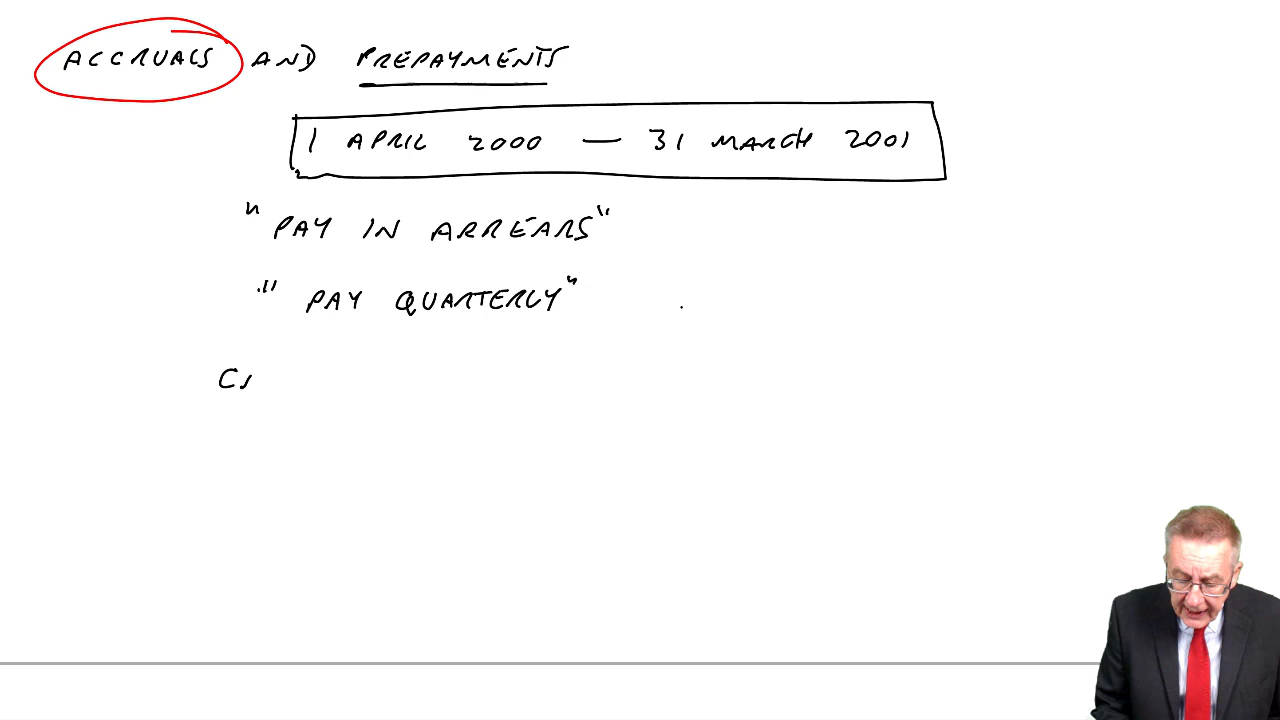 ACCRUALS AND PREPAYMENTS
1 APRIL 2000 — 31 MARCH 2001
"PAY IN ARREARS"
"PAY QUARTERLY"